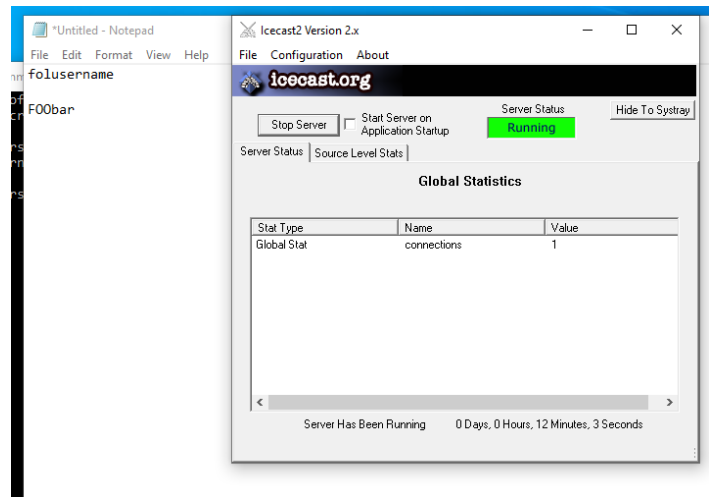 *Untitled - Notepad
File Edit Format View Help
folusername
FOObar
Icecast2 Version 2.x
File Configuration About
icecast.org
Stop Server
Start Server on
Application Startup
Server Status
Running
Hide To Systray
Server Status Source Level Stats
Global Statistics
Stat Type Name Value
Global Stat connections 1
Server Has Been Running 0 Days, 0 Hours, 12 Minutes, 3 Seconds